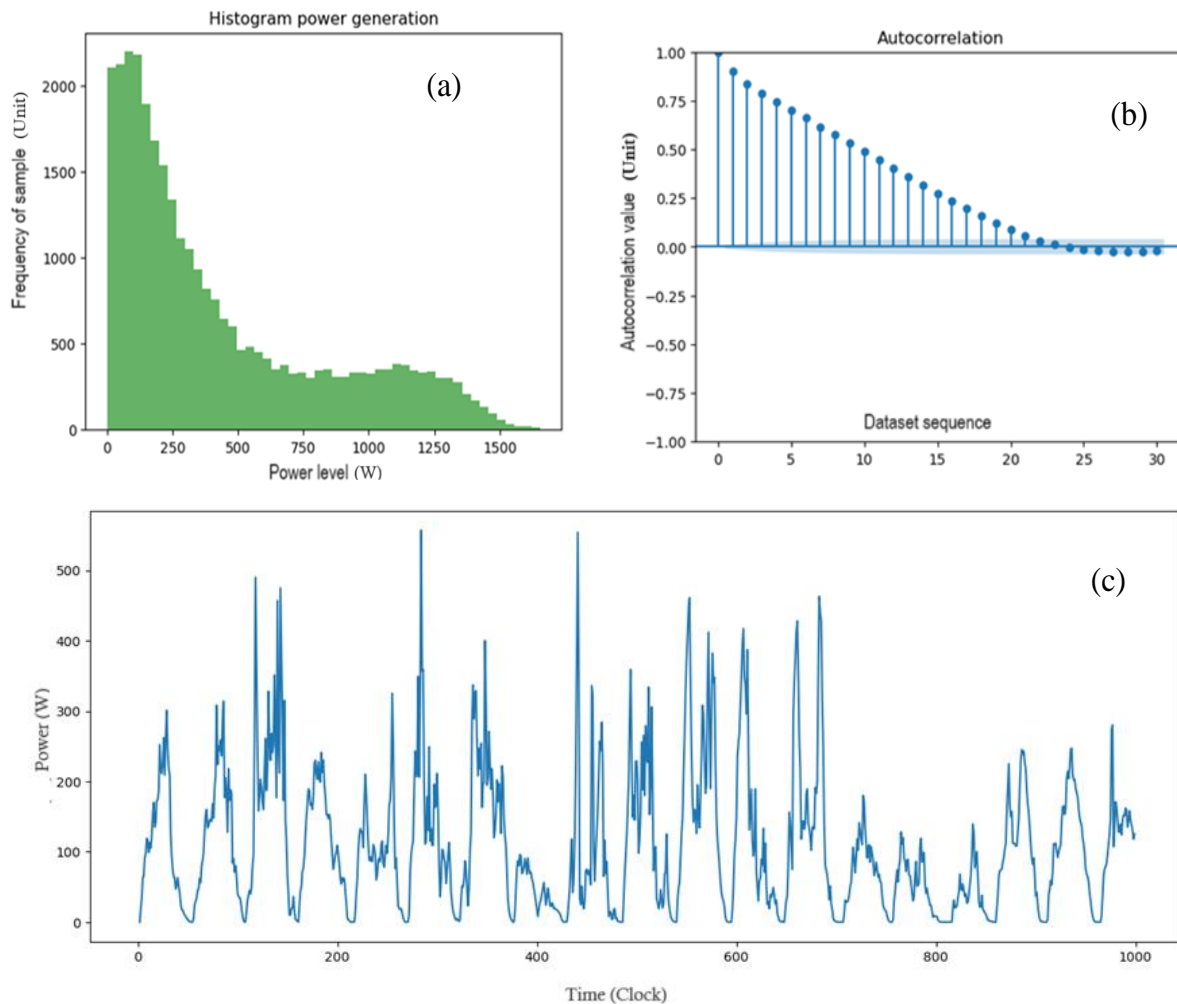 Histogram power generation
(a)
Frequency of sample (Unit)
2000
1500
1000
500
0
0 250 500 750 1000 1250 1500
Power level (W)
Autocorrelation
(b)
Autocorrelation value (Unit)
1.00
0.75
0.50
0.25
0.00
−0.25
−0.50
−0.75
−1.00
Dataset sequence
0 5 10 15 20 25 30
(c)
Power (W)
500
400
300
200
100
0
0 200 400 600 800 1000
Time (Clock)